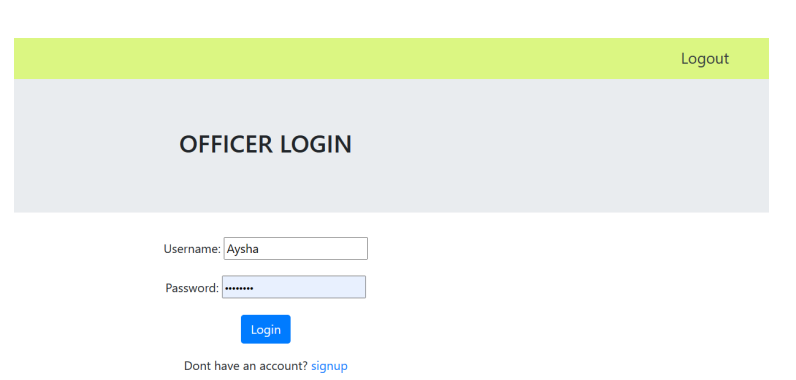 Logout
OFFICER LOGIN
Username: Aysha
Password: ••••••••
Login
Dont have an account? signup